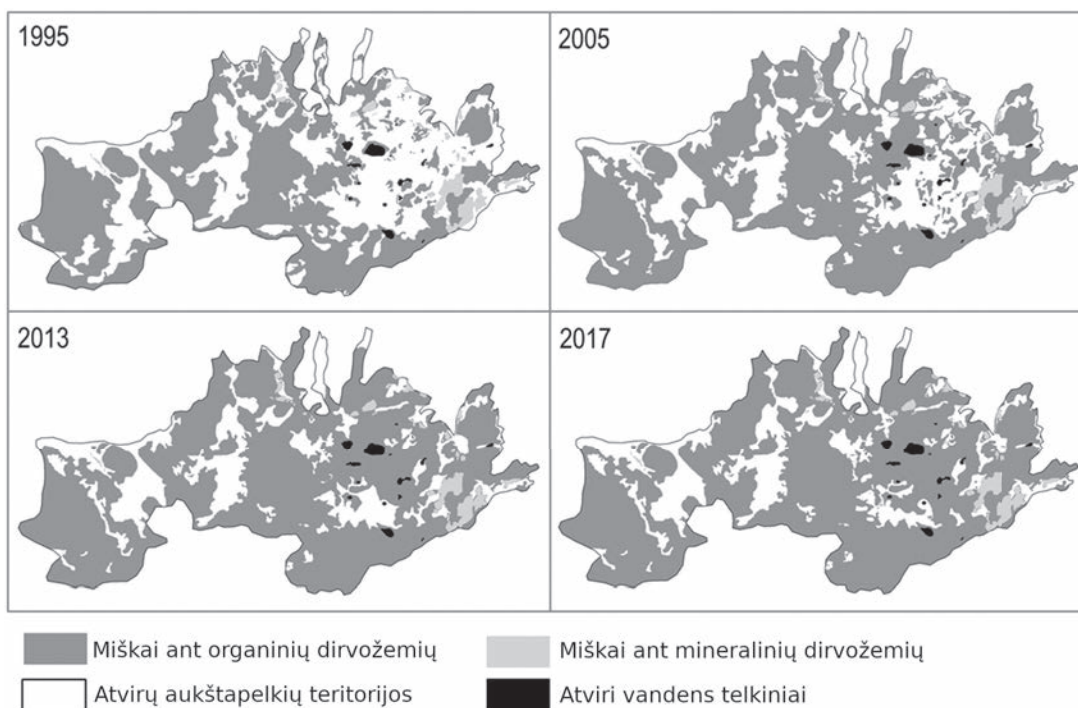 1995
2005
2013
2017
Miškai ant organinių dirvožemių
Miškai ant mineralinių dirvožemių
Atvirų aukštapelkių teritorijos
Atviri vandens telkiniai